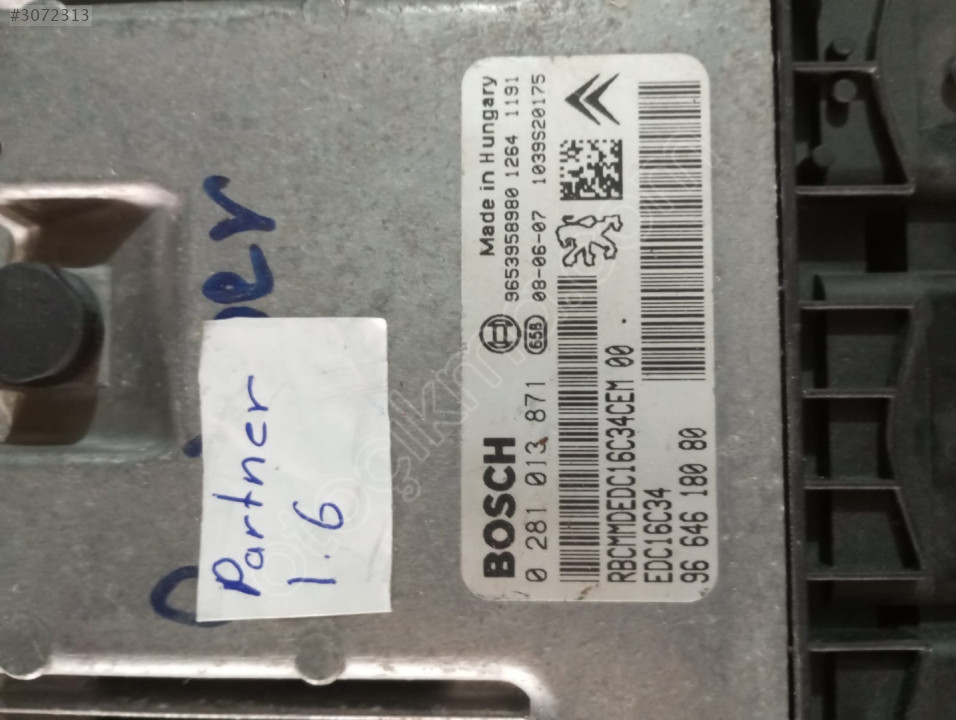 #3072313
Made in Hungary
9653958980 1264 1191
658 08-06-07 1039S20175
BOSCH
0 281 013 871
RBCMMDEDC16C34CEM 00 .
EDC16C34
96 646 180 80
Partner
1.6